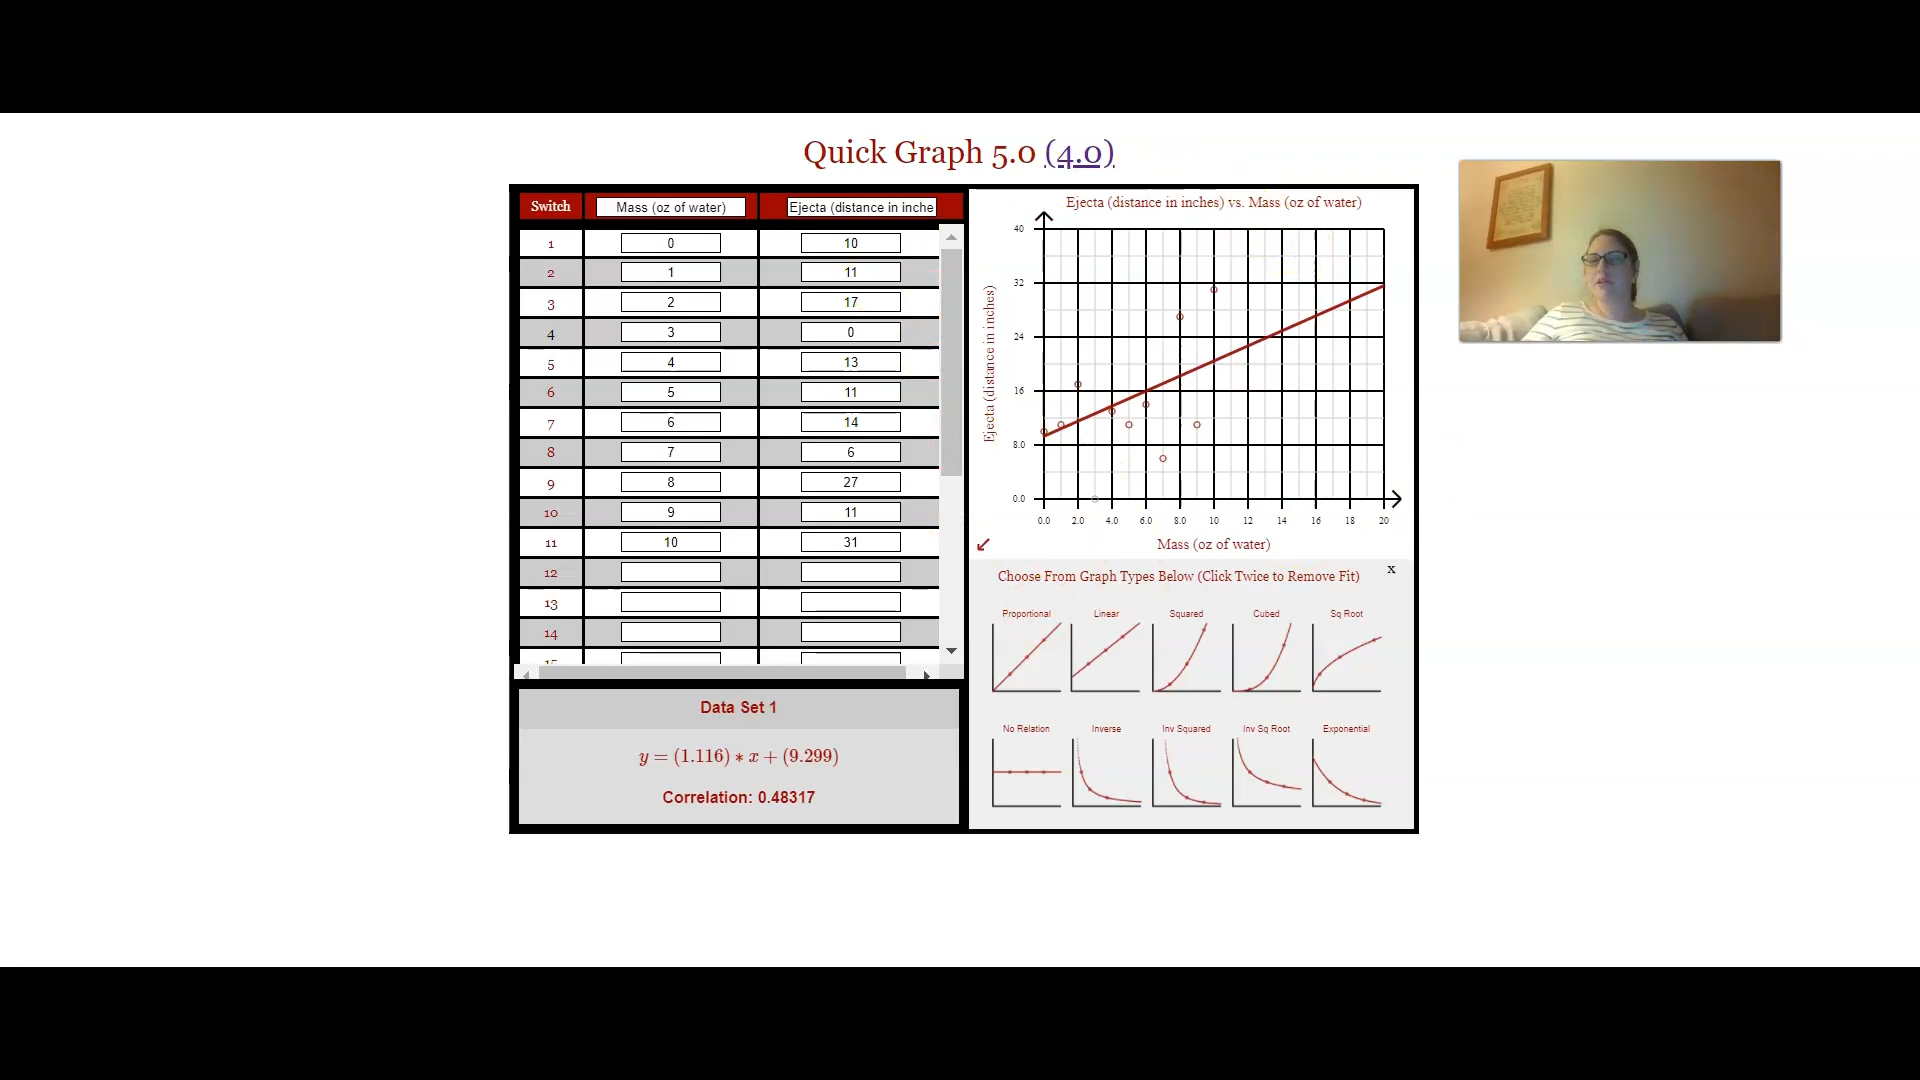 Quick Graph 5.0 (4.0)
Switch Mass (oz of water) Ejecta (distance in inche
1 0 10
2 1 11
3 2 17
4 3 0
5 4 13
6 5 11
7 6 14
8 7 6
9 8 27
10 9 11
11 10 31
12
13
14
15
Data Set 1
y = (1.116) * x + (9.299)
Correlation: 0.48317
Ejecta (distance in inches) vs. Mass (oz of water)
Ejecta (distance in inches)
40
32
24
16
8.0
0.0
0.0 2.0 4.0 6.0 8.0 10 12 14 16 18 20
Mass (oz of water)
x
Choose From Graph Types Below (Click Twice to Remove Fit)
Proportional Linear Squared Cubed Sq Root
No Relation Inverse Inv Squared Inv Sq Root Exponential